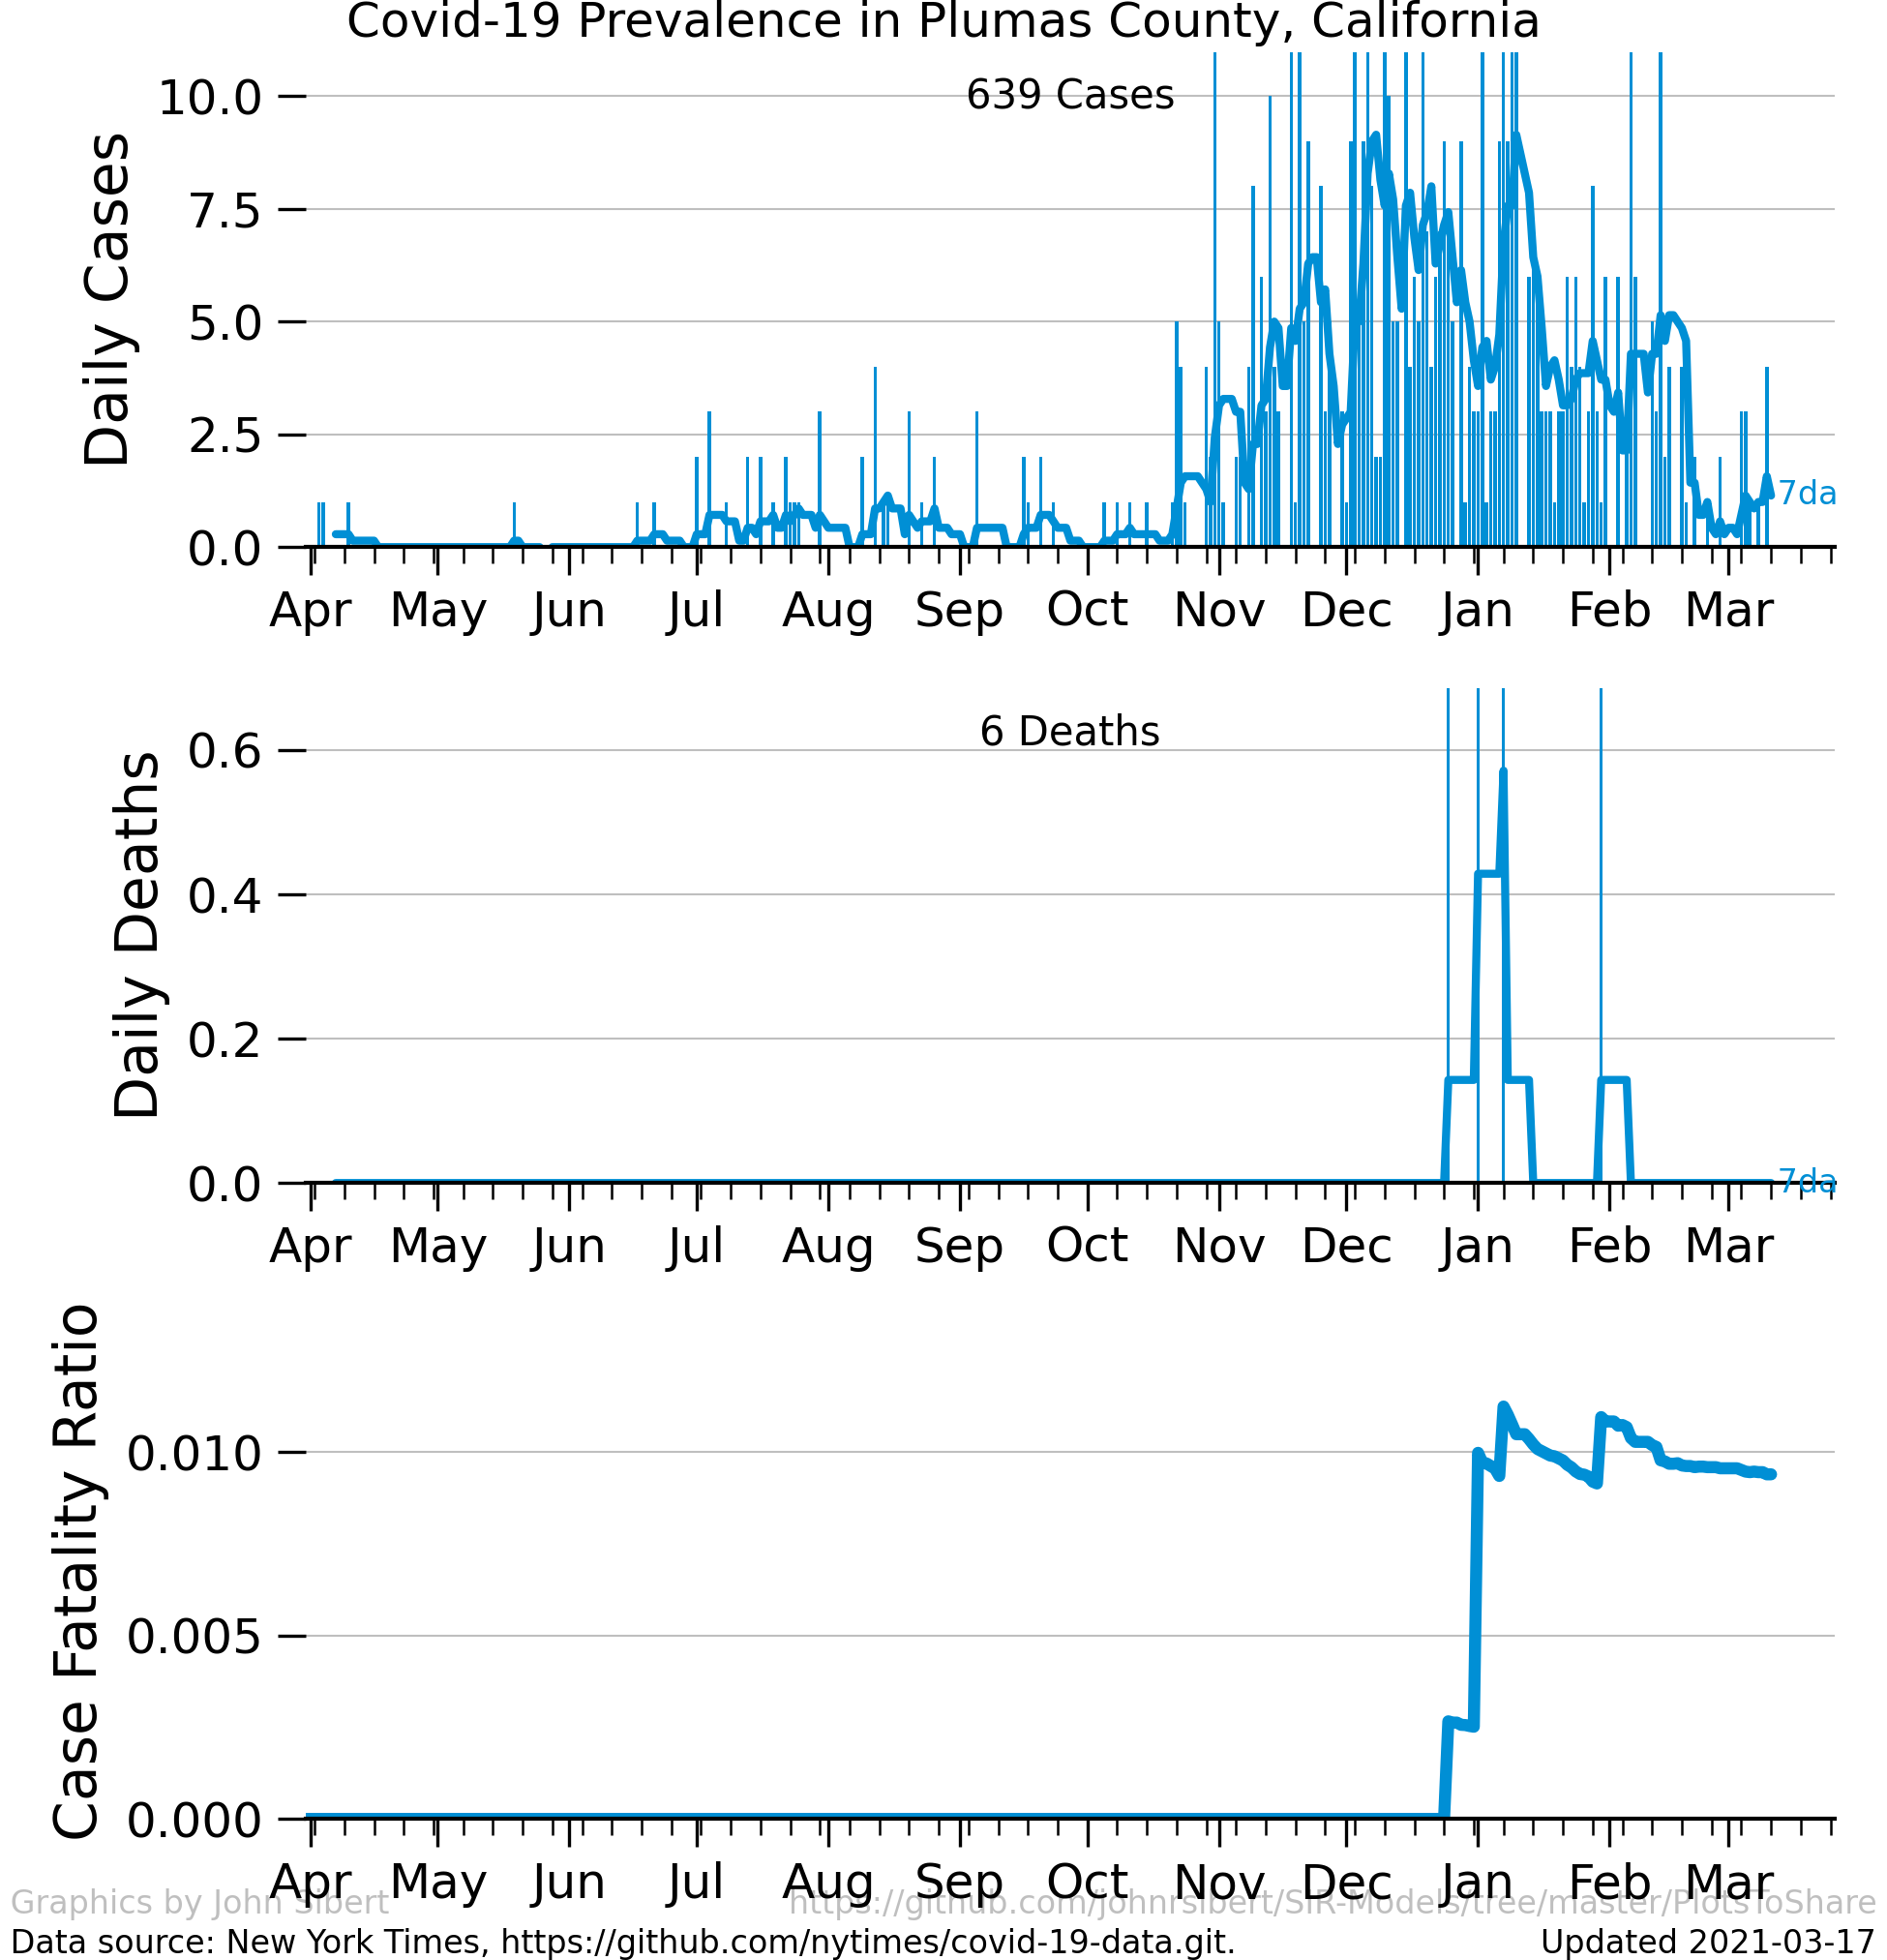 Covid-19 Prevalence in Plumas County, California
Daily Cases
10.0
7.5
5.0
2.5
0.0
639 Cases
7da
Apr May Jun Jul Aug Sep Oct Nov Dec Jan Feb Mar
Daily Deaths
0.6
0.4
0.2
0.0
6 Deaths
7da
Apr May Jun Jul Aug Sep Oct Nov Dec Jan Feb Mar
Case Fatality Ratio
0.010
0.005
0.000
Apr May Jun Jul Aug Sep Oct Nov Dec Jan Feb Mar
Graphics by John Sibert https://github.com/johnrsibert/SIR-Models/tree/master/PlotsToShare
Data source: New York Times, https://github.com/nytimes/covid-19-data.git. Updated 2021-03-17